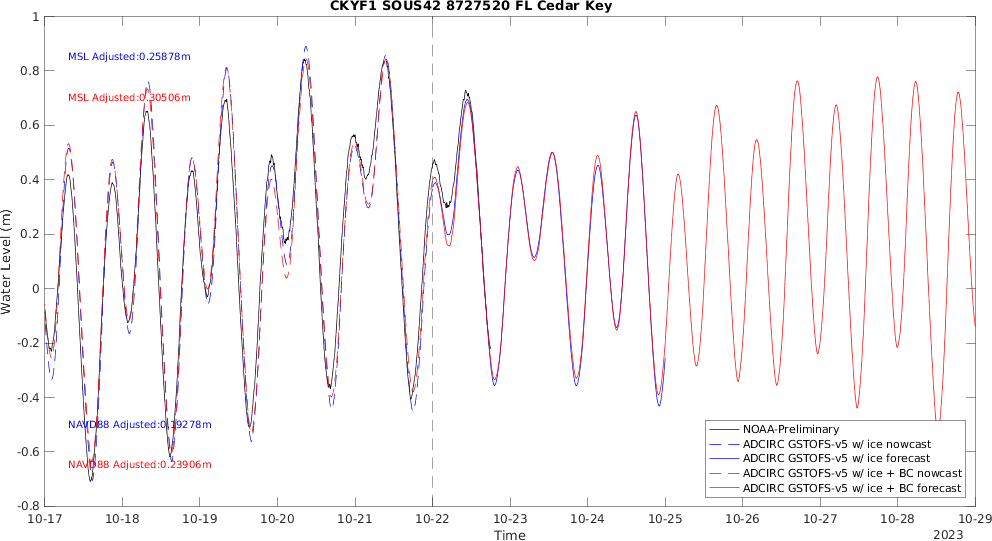 CKYF1 SOUS42 8727520 FL Cedar Key
1
0.8
0.6
0.4
0.2
0
-0.2
-0.4
-0.6
-0.8
Water Level (m)
MSL Adjusted:0.25878m
MSL Adjusted:0.30506m
NAVD88 Adjusted:0.19278m
NAVD88 Adjusted:0.23906m
NOAA-Preliminary
ADCIRC GSTOFS-v5 w/ ice nowcast
ADCIRC GSTOFS-v5 w/ ice forecast
ADCIRC GSTOFS-v5 w/ ice + BC nowcast
ADCIRC GSTOFS-v5 w/ ice + BC forecast
10-17 10-18 10-19 10-20 10-21 10-22 10-23 10-24 10-25 10-26 10-27 10-28 10-29
Time
2023